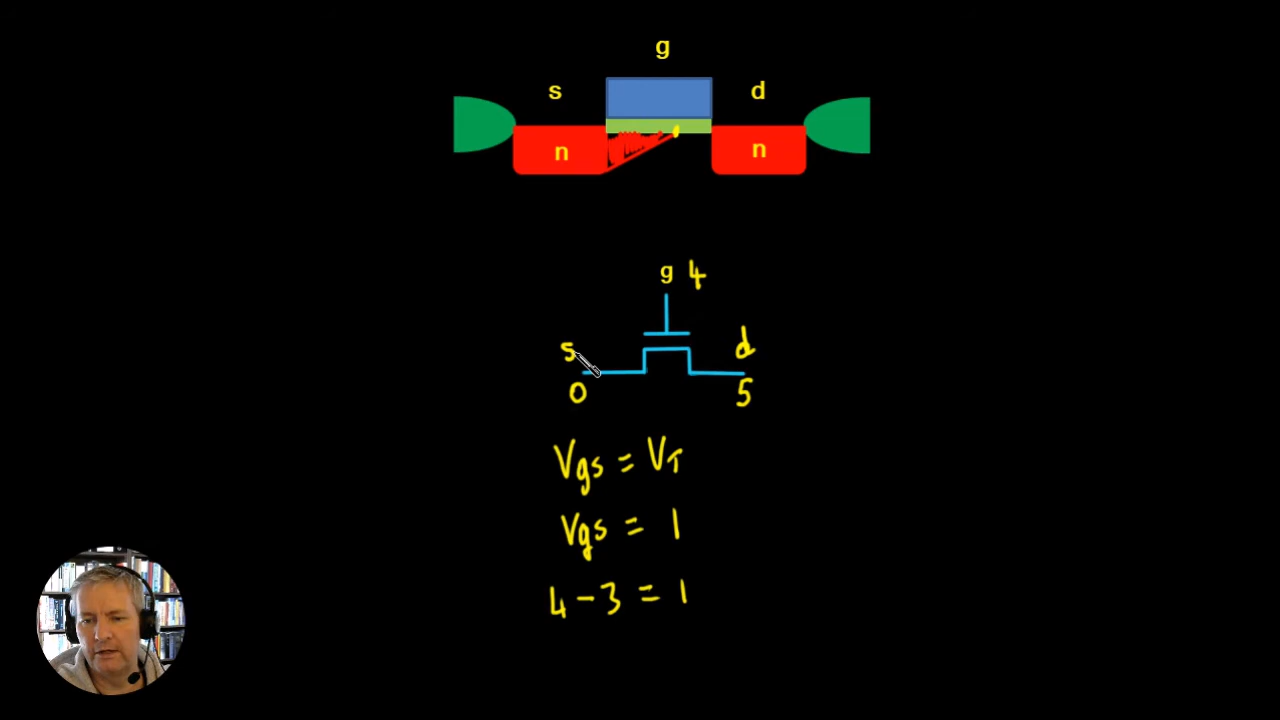 g
s d
n n
g 4
s d
0 5
Vgs = VT
Vgs = 1
4 - 3 = 1